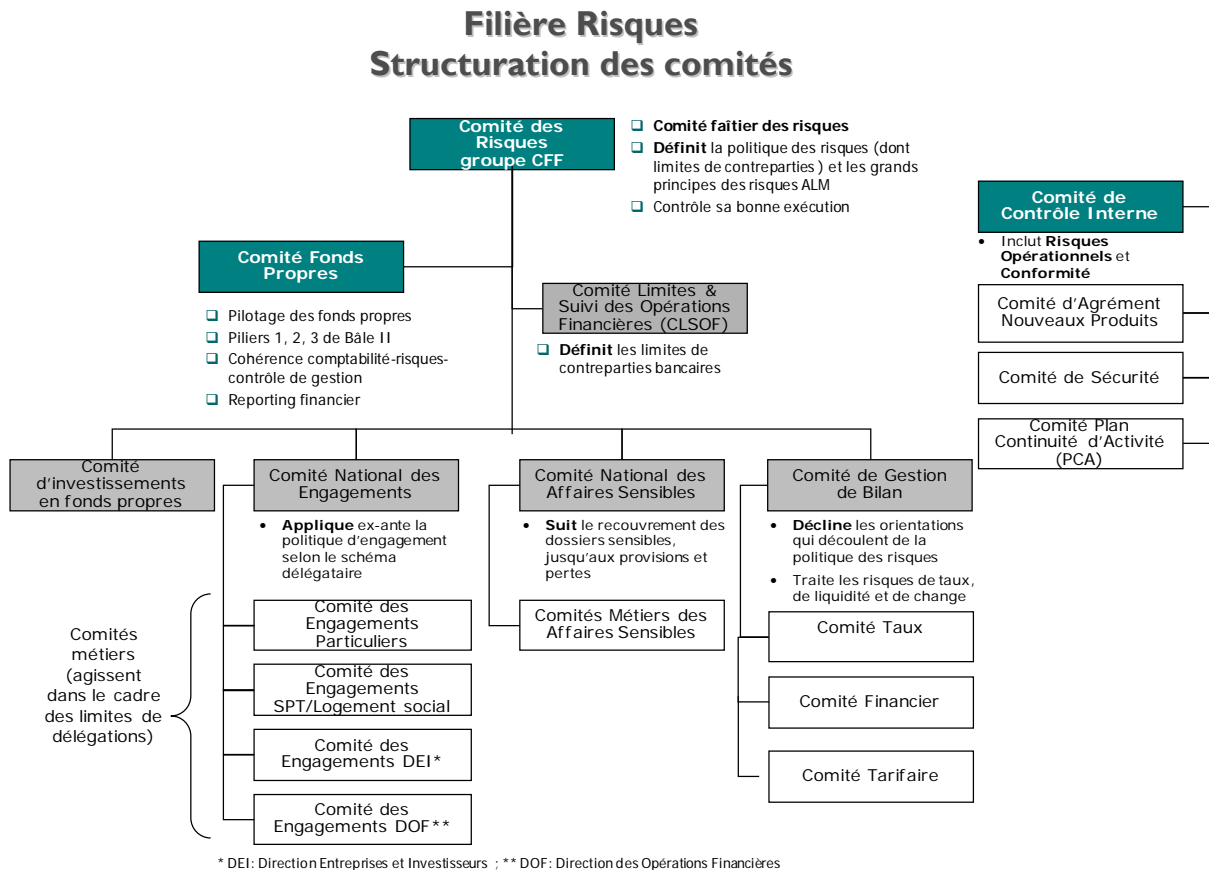 Filière Risques
Structuration des comités
Comité des
Risques
groupe CFF
❑ Comité faîtier des risques
❑ Définit la politique des risques (dont
limites de contreparties ) et les grands
principes des risques ALM
❑ Contrôle sa bonne exécution
Comité de
Contrôle Interne
• Inclut Risques
Opérationnels et
Conformité
Comité d'Agrément
Nouveaux Produits
Comité de Sécurité
Comité Plan
Continuité d'Activité
(PCA)
Comité Fonds
Propres
❑ Pilotage des fonds propres
❑ Piliers 1, 2, 3 de Bâle II
❑ Cohérence comptabilité-risques-
contrôle de gestion
❑ Reporting financier
Comité Limites &
Suivi des Opérations
Financières (CLSOF)
❑ Définit les limites de
contreparties bancaires
Comité
d'investissements
en fonds propres
Comité National des
Engagements
• Applique ex-ante la
politique d'engagement
selon le schéma
délégataire
Comités
métiers
(agissent
dans le cadre
des limites de
délégations)
Comité des
Engagements
Particuliers
Comité des
Engagements
SPT/Logement social
Comité des
Engagements DEI*
Comité des
Engagements DOF**
Comité National des
Affaires Sensibles
• Suit le recouvrement des
dossiers sensibles,
jusqu'aux provisions et
pertes
Comités Métiers des
Affaires Sensibles
Comité de Gestion
de Bilan
• Décline les orientations
qui découlent de la
politique des risques
• Traite les risques de taux,
de liquidité et de change
Comité Taux
Comité Financier
Comité Tarifaire
* DEI: Direction Entreprises et Investisseurs ; ** DOF: Direction des Opérations Financières